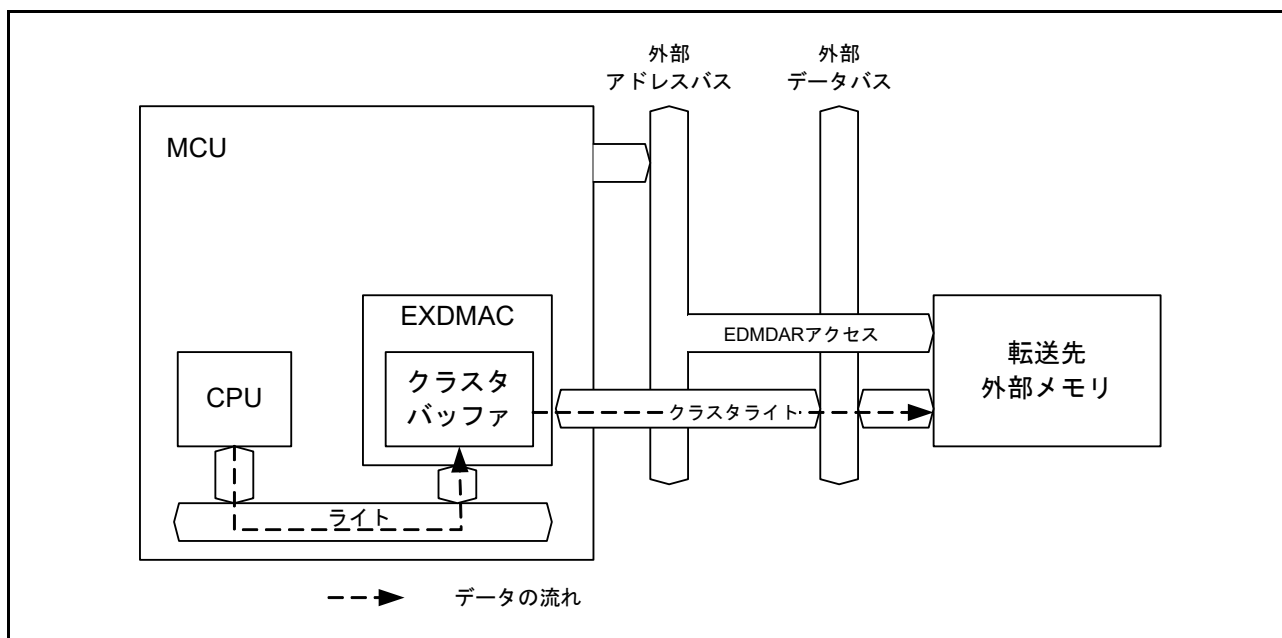 外部
アドレスバス
外部
データバス
MCU
EXDMAC
クラスタ
バッファ
CPU
ライト
EDMDARアクセス
クラスタライト
転送先
外部メモリ
データの流れ